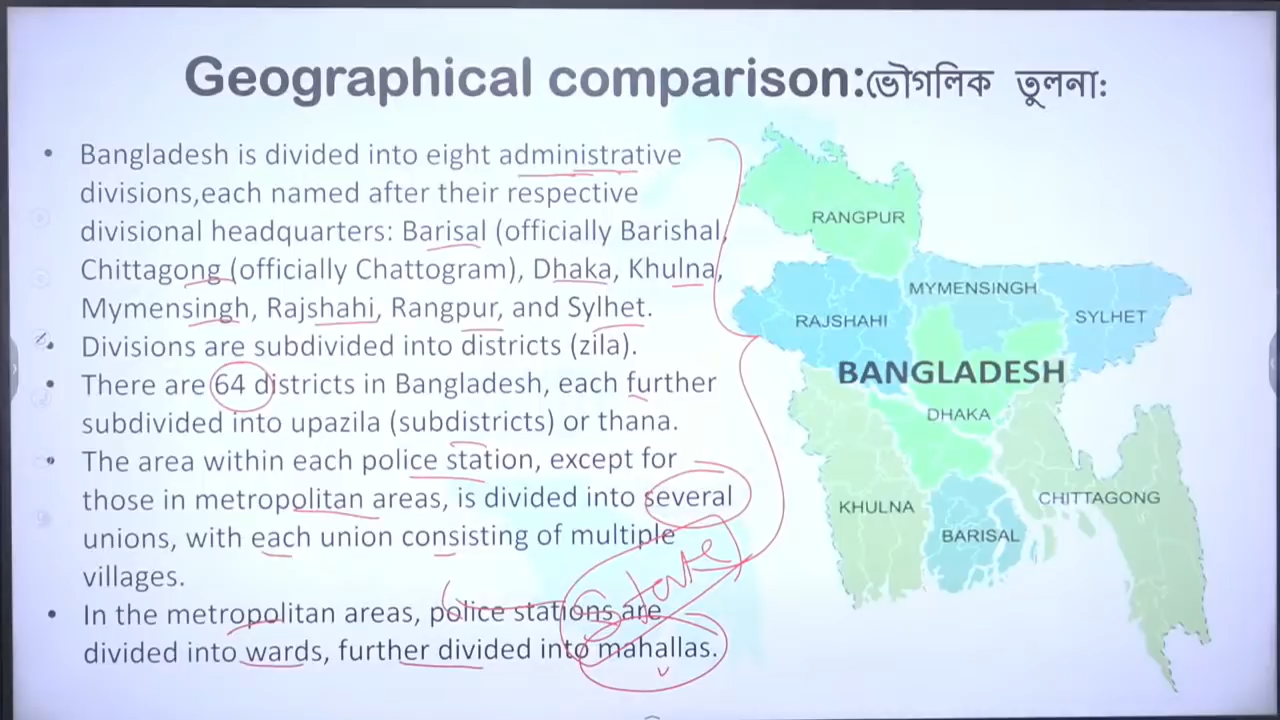 Geographical comparison:ভৌগলিক তুলনা:
• Bangladesh is divided into eight administrative
divisions,each named after their respective
divisional headquarters: Barisal (officially Barishal,
Chittagong (officially Chattogram), Dhaka, Khulna,
Mymensingh, Rajshahi, Rangpur, and Sylhet.
• Divisions are subdivided into districts (zila).
• There are 64 districts in Bangladesh, each further
subdivided into upazila (subdistricts) or thana.
• The area within each police station, except for
those in metropolitan areas, is divided into several
unions, with each union consisting of multiple
villages.
• In the metropolitan areas, police stations are
divided into wards, further divided into mahallas.
State
RANGPUR
MYMENSINGH
RAJSHAHI
SYLHET
BANGLADESH
DHAKA
KHULNA
CHITTAGONG
BARISAL